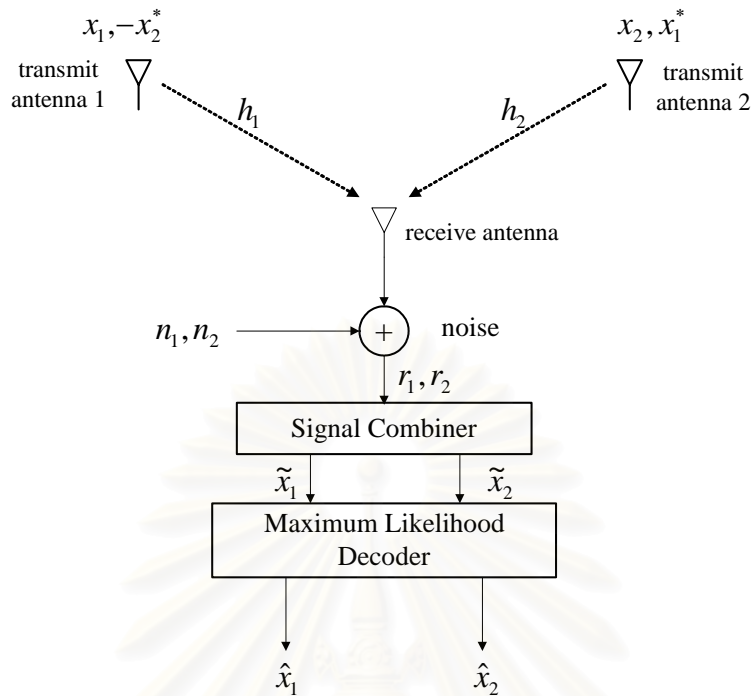 x₁, −x₂*
x₂, x₁*
transmit
antenna 1
transmit
antenna 2
h₁
h₂
receive antenna
n₁, n₂
+
noise
r₁, r₂
Signal Combiner
x̃₁
x̃₂
Maximum Likelihood
Decoder
x̂₁
x̂₂